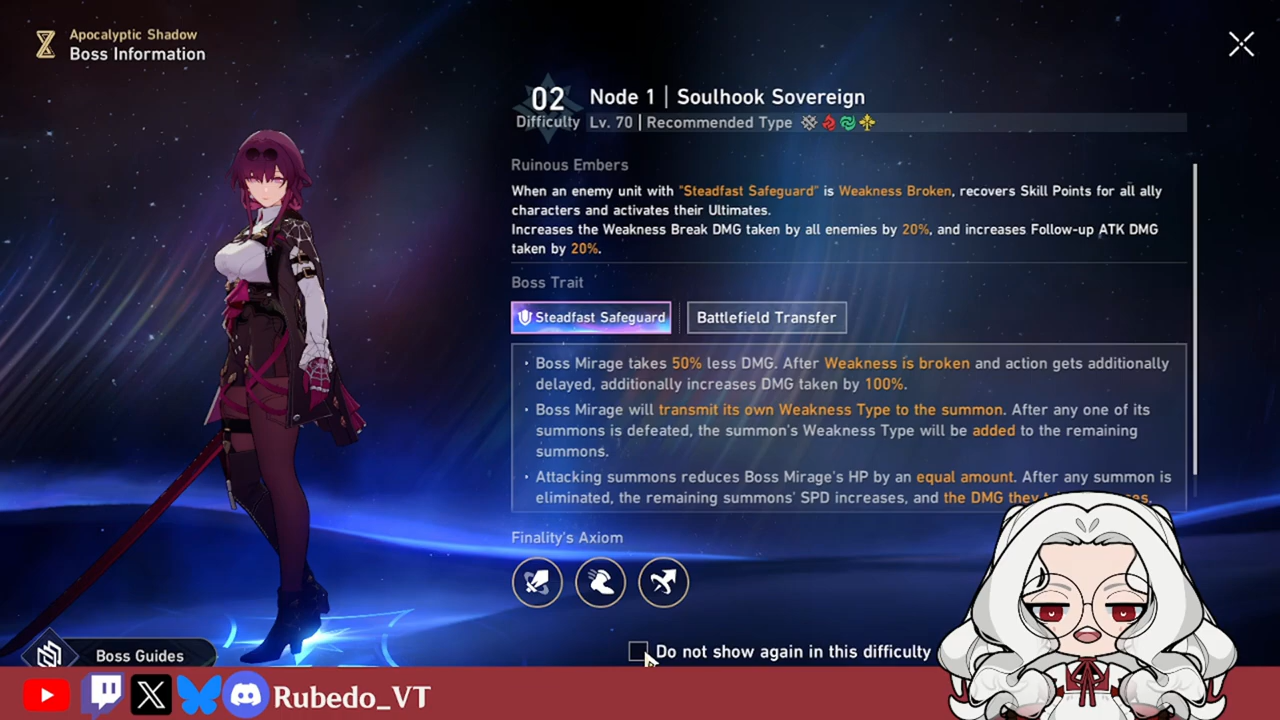 Apocalyptic Shadow
Boss Information
02
Difficulty
Node 1 | Soulhook Sovereign
Lv. 70 | Recommended Type
Ruinous Embers
When an enemy unit with "Steadfast Safeguard" is Weakness Broken, recovers Skill Points for all ally
characters and activates their Ultimates.
Increases the Weakness Break DMG taken by all enemies by 20%, and increases Follow-up ATK DMG
taken by 20%.
Boss Trait
Steadfast Safeguard
Battlefield Transfer
· Boss Mirage takes 50% less DMG. After Weakness is broken and action gets additionally
delayed, additionally increases DMG taken by 100%.
· Boss Mirage will transmit its own Weakness Type to the summon. After any one of its
summons is defeated, the summon's Weakness Type will be added to the remaining
summons.
· Attacking summons reduces Boss Mirage's HP by an equal amount. After any summon is
eliminated, the remaining summons' SPD increases, and the DMG they
Finality's Axiom
Do not show again in this difficulty
Boss Guides
Rubedo_VT